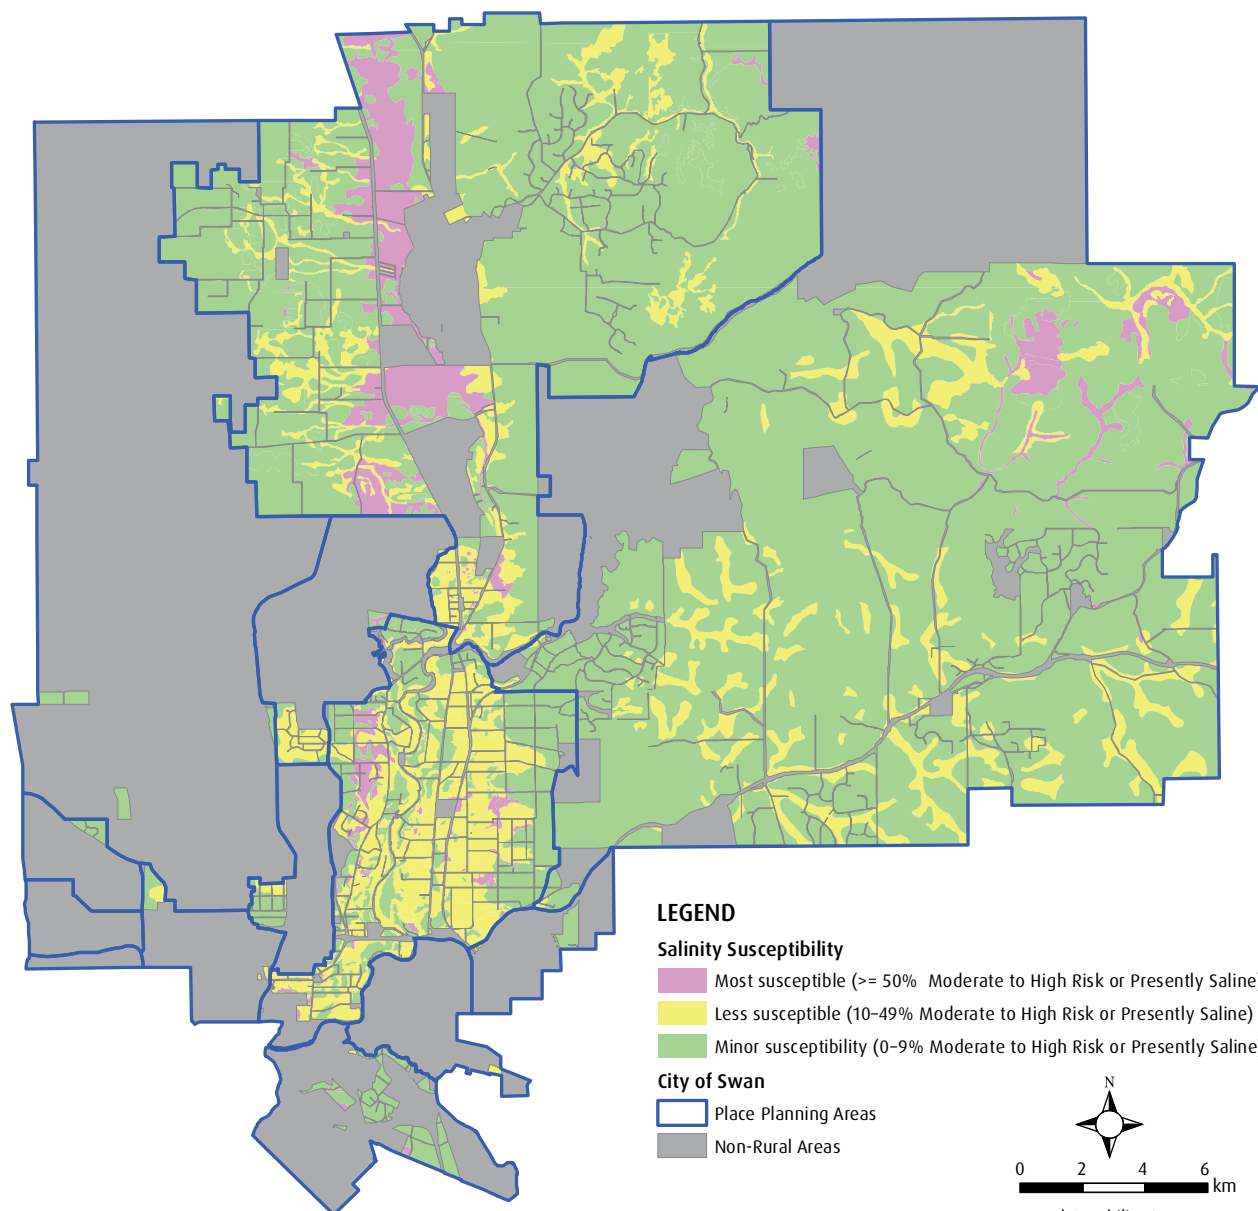 LEGEND
Salinity Susceptibility
Most susceptible (>= 50% Moderate to High Risk or Presently Saline)
Less susceptible (10–49% Moderate to High Risk or Presently Saline)
Minor susceptibility (0–9% Moderate to High Risk or Presently Saline
City of Swan
Place Planning Areas
Non-Rural Areas
N
0 2 4 6
km